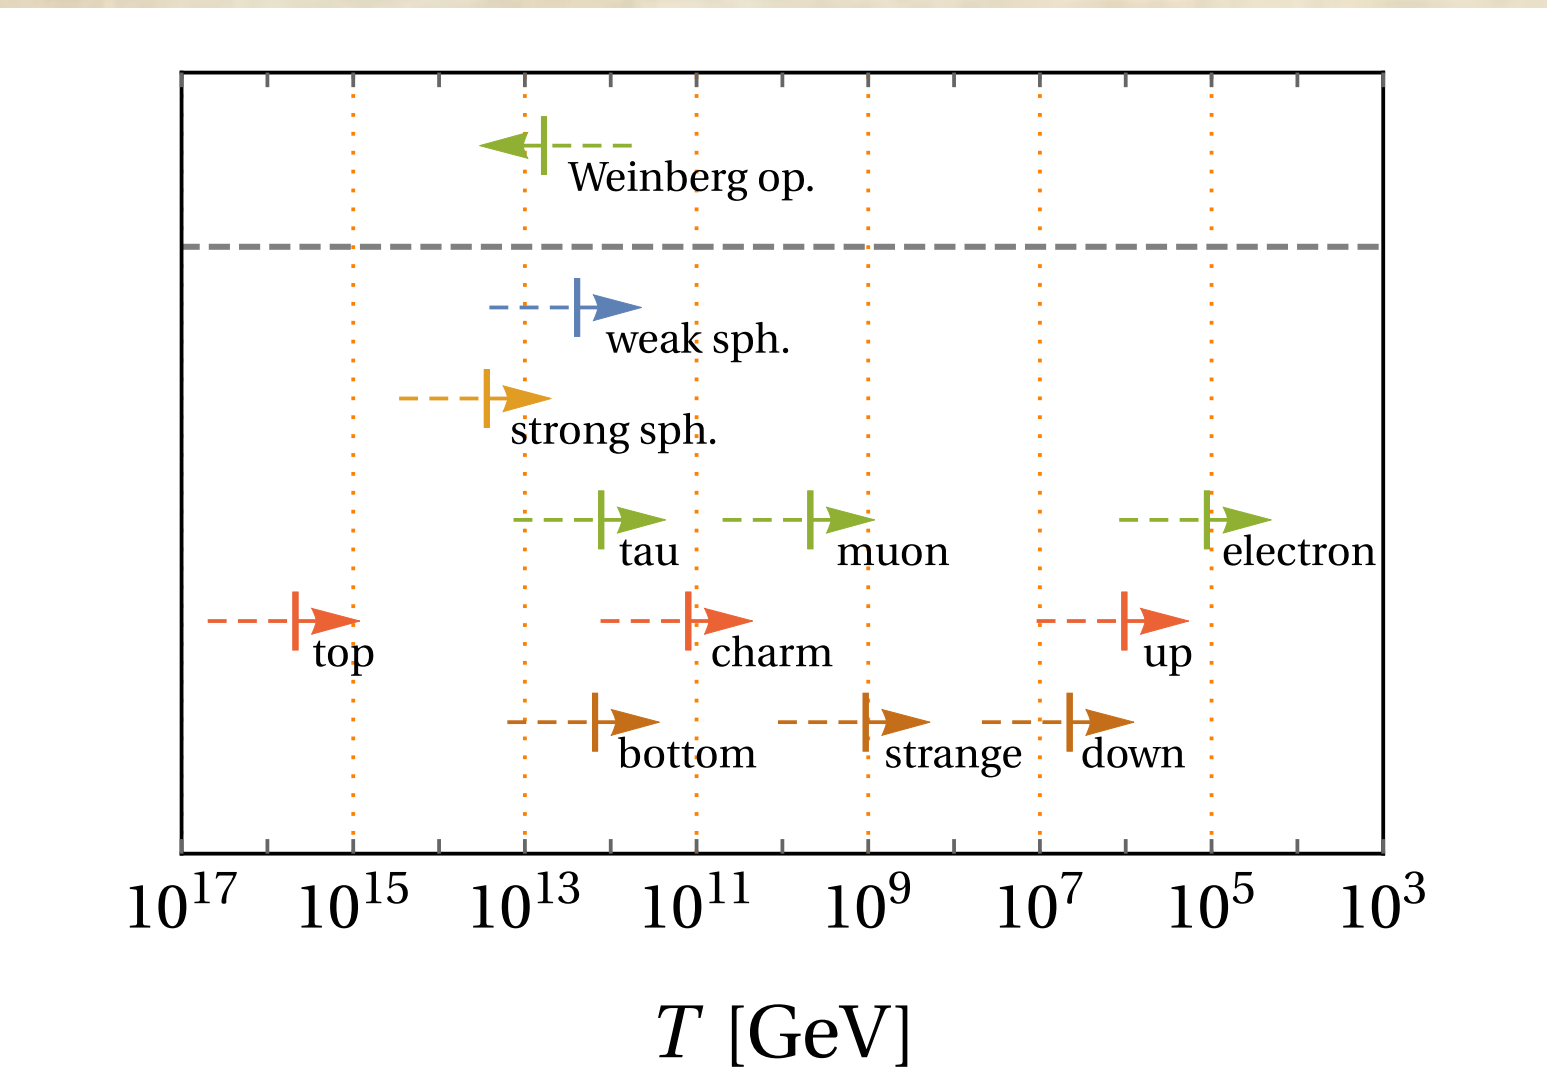 Weinberg op.
weak sph.
strong sph.
tau muon electron
top charm up
bottom strange down
10^17 10^15 10^13 10^11 10^9 10^7 10^5 10^3
T [GeV]